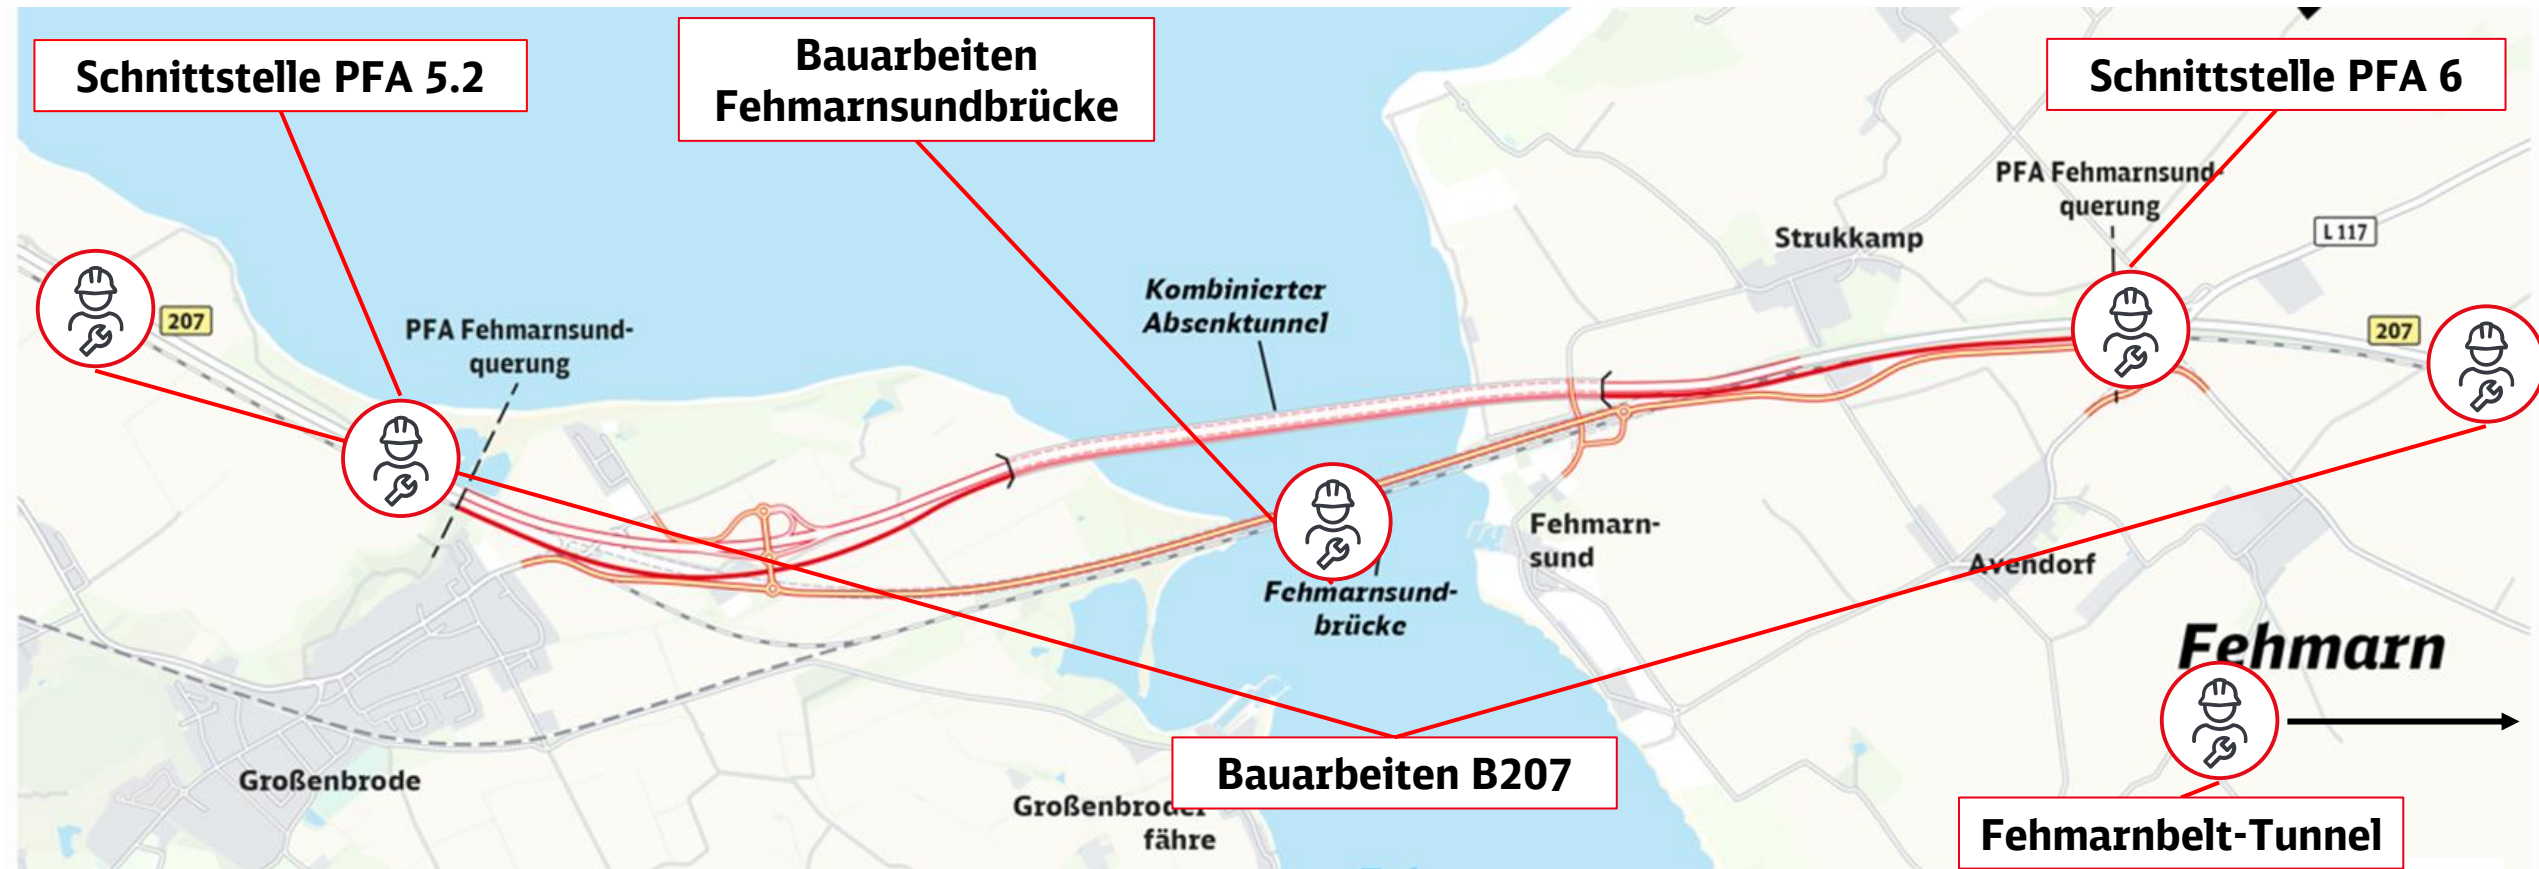 Schnittstelle PFA 5.2
Bauarbeiten
Fehmarnsundbrücke
Schnittstelle PFA 6
PFA Fehmarnsund-
querung
L 117
Strukkamp
Kombinierter
Absenktunnel
207
PFA Fehmarnsund-
querung
207
Fehmarn-
sund
Avendorf
Fehmarnsund-
brücke
Fehmarn
Bauarbeiten B207
Großenbrode
Großenbroder
fähre
Fehmarnbelt-Tunnel